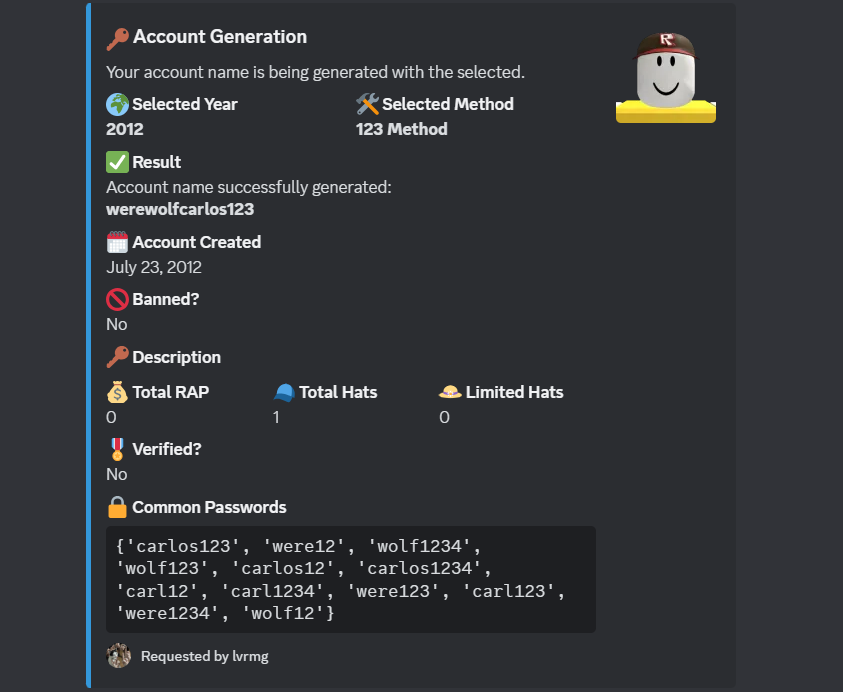 Account Generation
Your account name is being generated with the selected.
Selected Year Selected Method
2012 123 Method
Result
Account name successfully generated:
werewolfcarlos123
Account Created
July 23, 2012
Banned?
No
Description
Total RAP Total Hats Limited Hats
0 1 0
Verified?
No
Common Passwords
{'carlos123', 'were12', 'wolf1234',
'wolf123', 'carlos12', 'carlos1234',
'carl12', 'carl1234', 'were123', 'carl123',
'were1234', 'wolf12'}
Requested by lvrmg